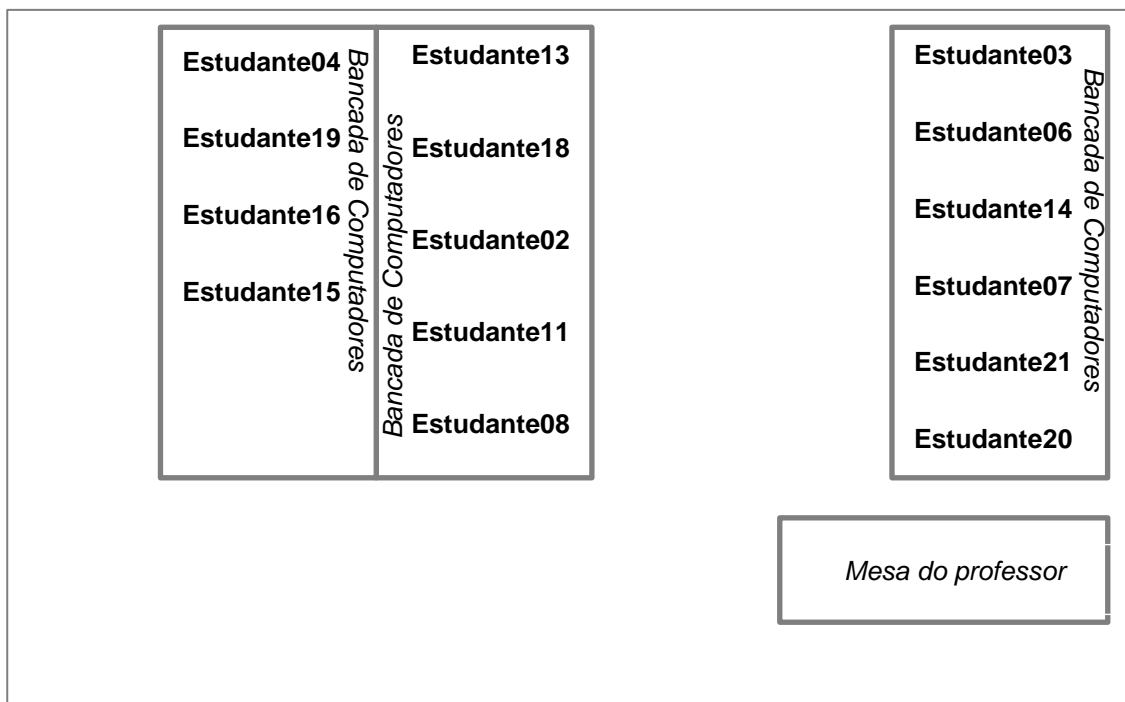 Estudante04
Estudante19
Estudante16
Estudante15
Bancada de Computadores
Bancada de Computadores
Estudante13
Estudante18
Estudante02
Estudante11
Estudante08
Estudante03
Estudante06
Estudante14
Estudante07
Estudante21
Estudante20
Bancada de Computadores
Mesa do professor